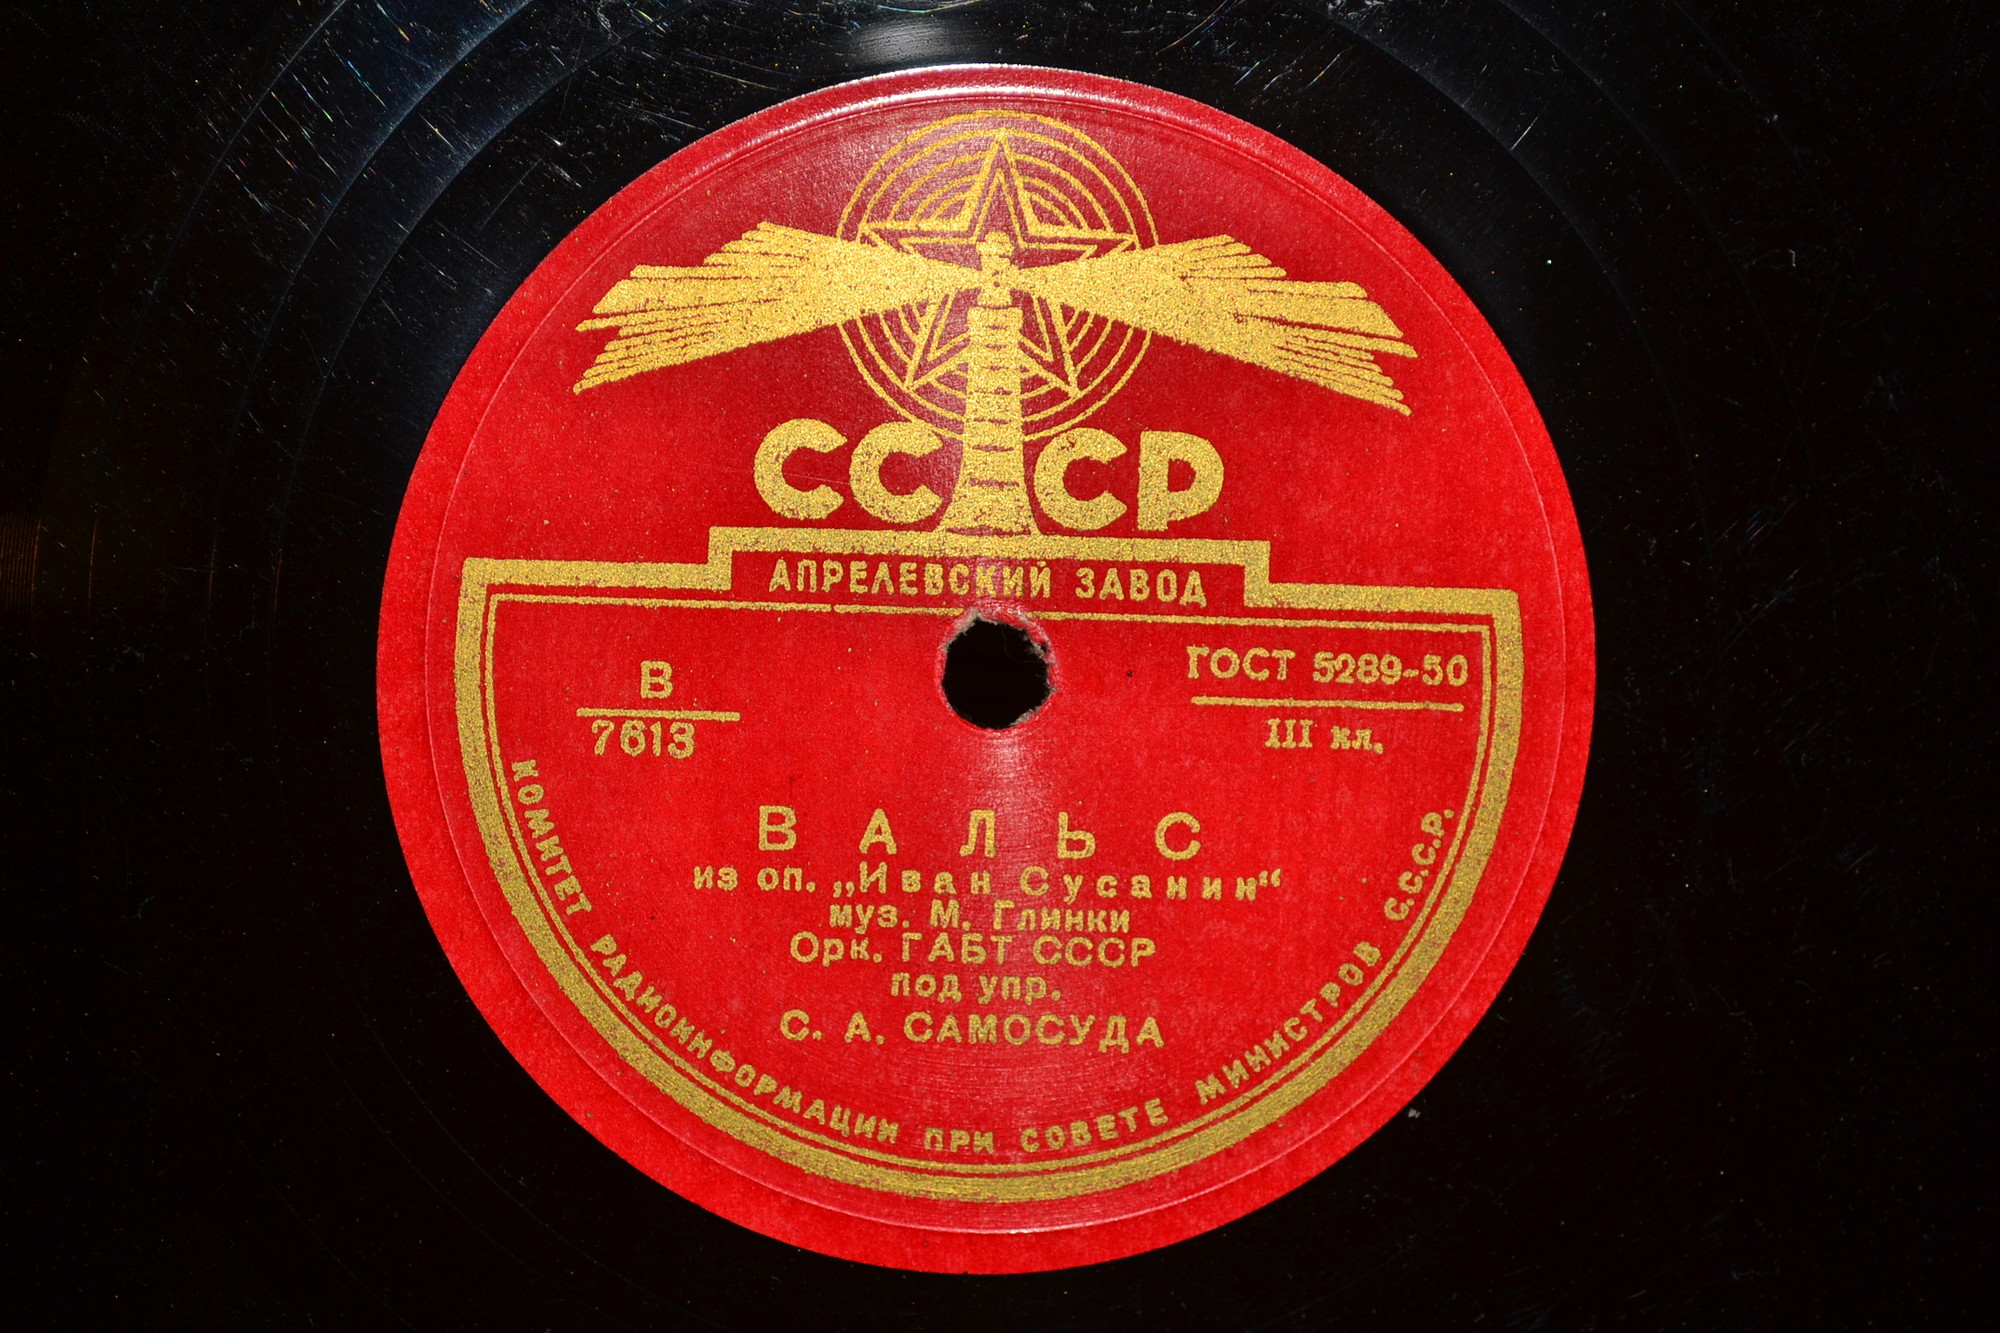 СССР
АПРЕЛЕВСКИЙ ЗАВОД
В
7613
ГОСТ 5289-50
III кл.
ВАЛЬС
из оп. „Иван Сусанин“
муз. М. Глинки
Орк. ГАБТ СССР
под упр.
С. А. САМОСУДА
КОМИТЕТ РАДИОИНФОРМАЦИИ ПРИ СОВЕТЕ МИНИСТРОВ С.С.С.Р.